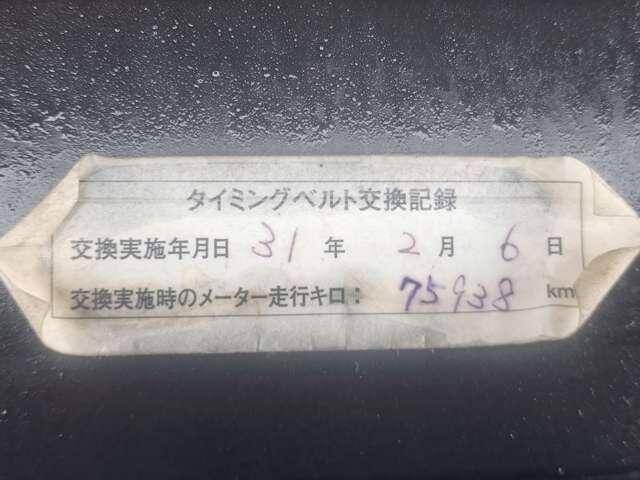 タイミングベルト交換記録
交換実施年月日 31 年 2 月 6 日
交換実施時のメーター走行キロ： 75938 km